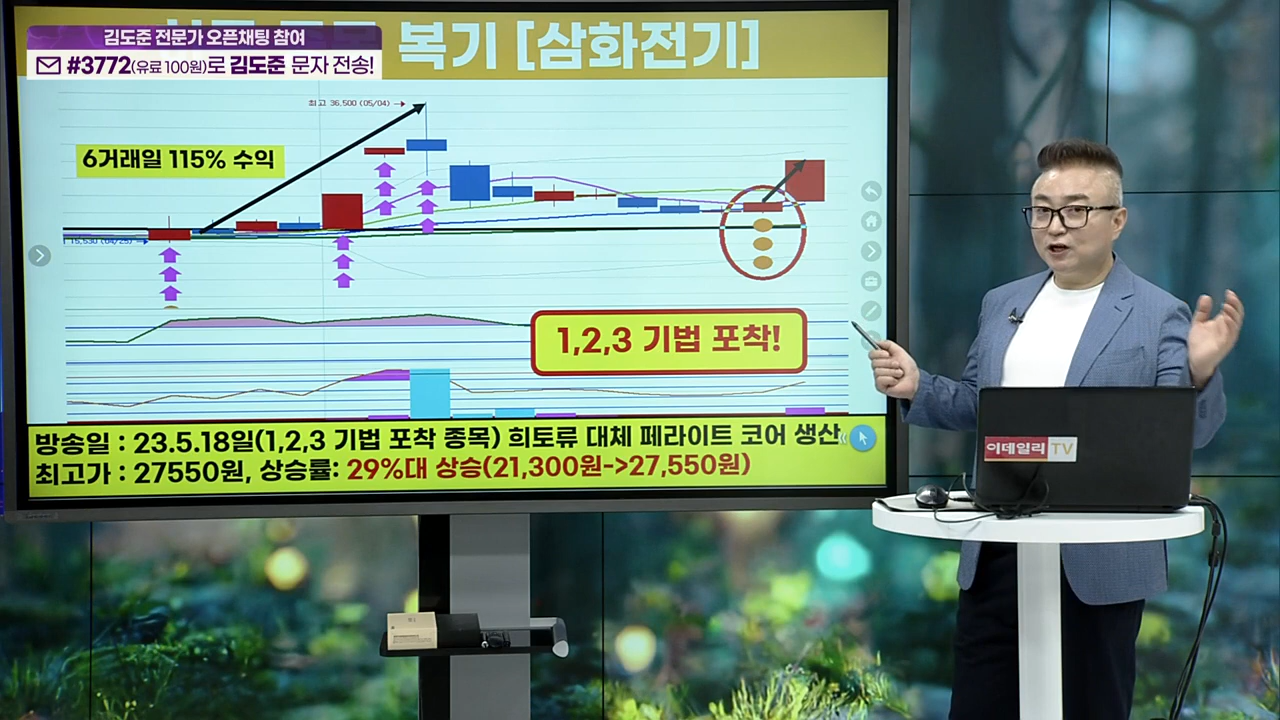 김도준 전문가 오픈채팅 참여
#3772(유료 100원)로 김도준 문자 전송!
복기 [삼화전기]
최고 36,500 (05/04)
6거래일 115% 수익
15,530 (04/25)
1,2,3 기법 포착!
방송일 : 23.5.18일(1,2,3 기법 포착 종목) 희토류 대체 페라이트 코어 생산
최고가 : 27550원, 상승률: 29%대 상승(21,300원->27,550원)
이데일리 TV